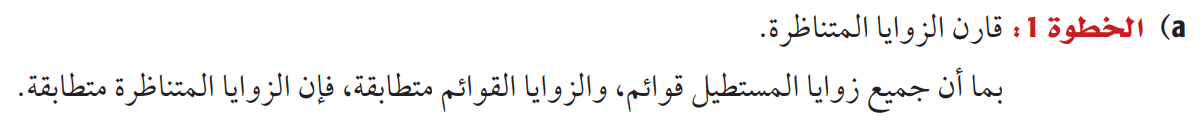 a) الخطوة 1: قارن الزوايا المتناظرة.
بما أن جميع زوايا المستطيل قوائم، والزوايا القوائم متطابقة، فإن الزوايا المتناظرة متطابقة.